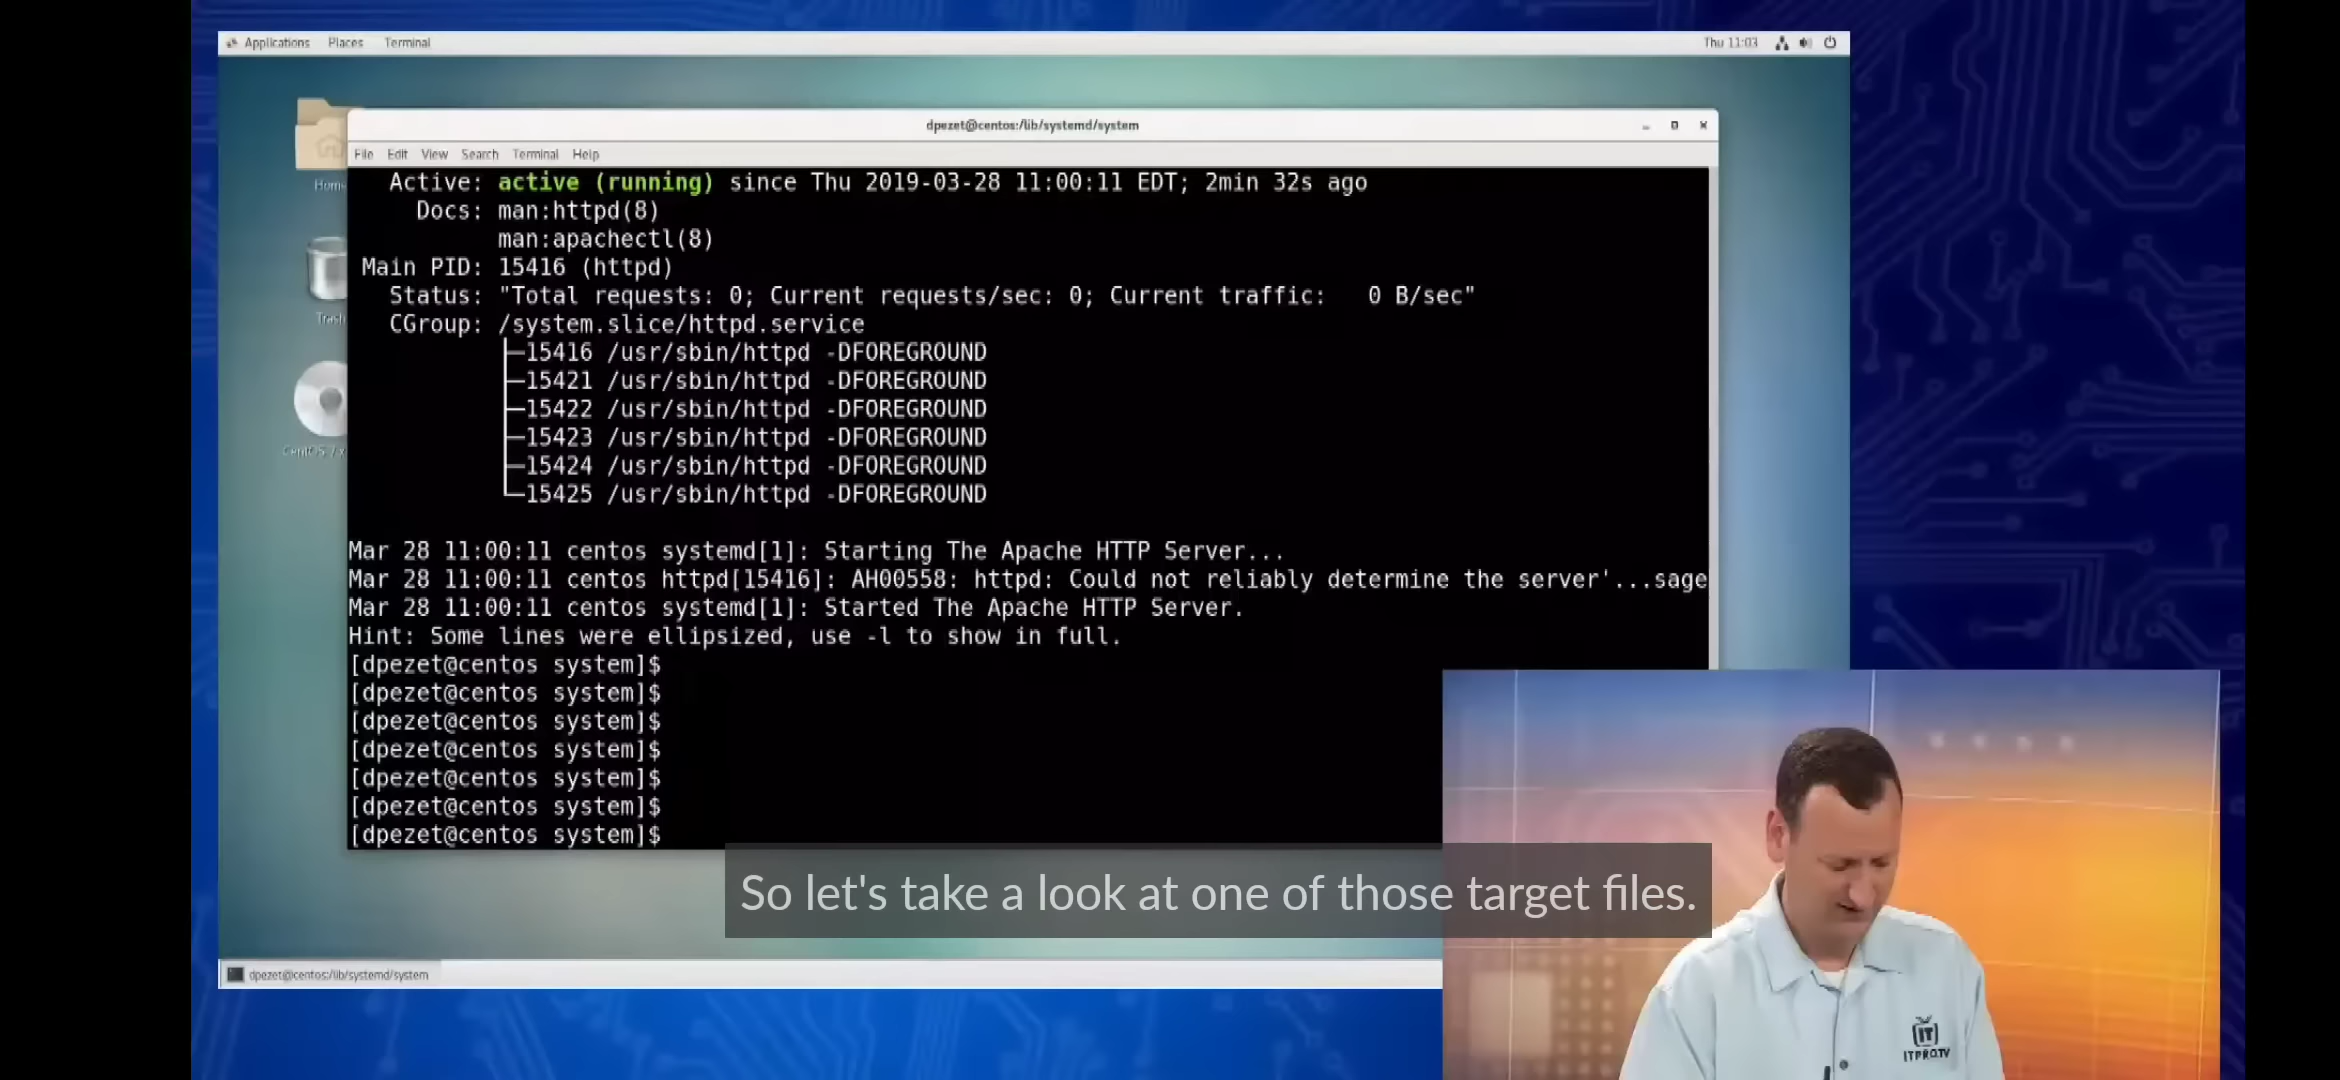 Applications Places Terminal
Thu 11:03
dpezet@centos:/lib/systemd/system
File Edit View Search Terminal Help
Home
Trash
CentOS 7 x
Active: active (running) since Thu 2019-03-28 11:00:11 EDT; 2min 32s ago
Docs: man:httpd(8)
man:apachectl(8)
Main PID: 15416 (httpd)
Status: "Total requests: 0; Current requests/sec: 0; Current traffic:   0 B/sec"
CGroup: /system.slice/httpd.service
├─15416 /usr/sbin/httpd -DFOREGROUND
├─15421 /usr/sbin/httpd -DFOREGROUND
├─15422 /usr/sbin/httpd -DFOREGROUND
├─15423 /usr/sbin/httpd -DFOREGROUND
├─15424 /usr/sbin/httpd -DFOREGROUND
└─15425 /usr/sbin/httpd -DFOREGROUND
Mar 28 11:00:11 centos systemd[1]: Starting The Apache HTTP Server...
Mar 28 11:00:11 centos httpd[15416]: AH00558: httpd: Could not reliably determine the server'...sage
Mar 28 11:00:11 centos systemd[1]: Started The Apache HTTP Server.
Hint: Some lines were ellipsized, use -l to show in full.
[dpezet@centos system]$
[dpezet@centos system]$
[dpezet@centos system]$
[dpezet@centos system]$
[dpezet@centos system]$
[dpezet@centos system]$
[dpezet@centos system]$
So let's take a look at one of those target files.
dpezet@centos:/lib/systemd/system
IT
ITPRO.TV